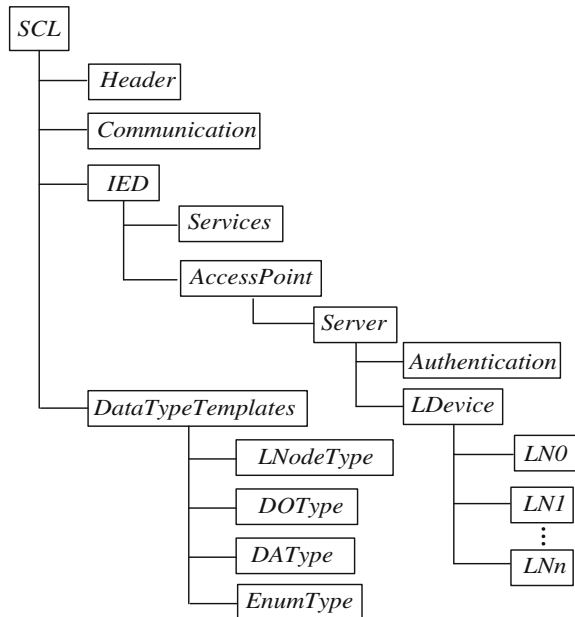 SCL
Header
Communication
IED
Services
AccessPoint
Server
Authentication
LDevice
LN0
LN1
LNn
DataTypeTemplates
LNodeType
DOType
DAType
EnumType